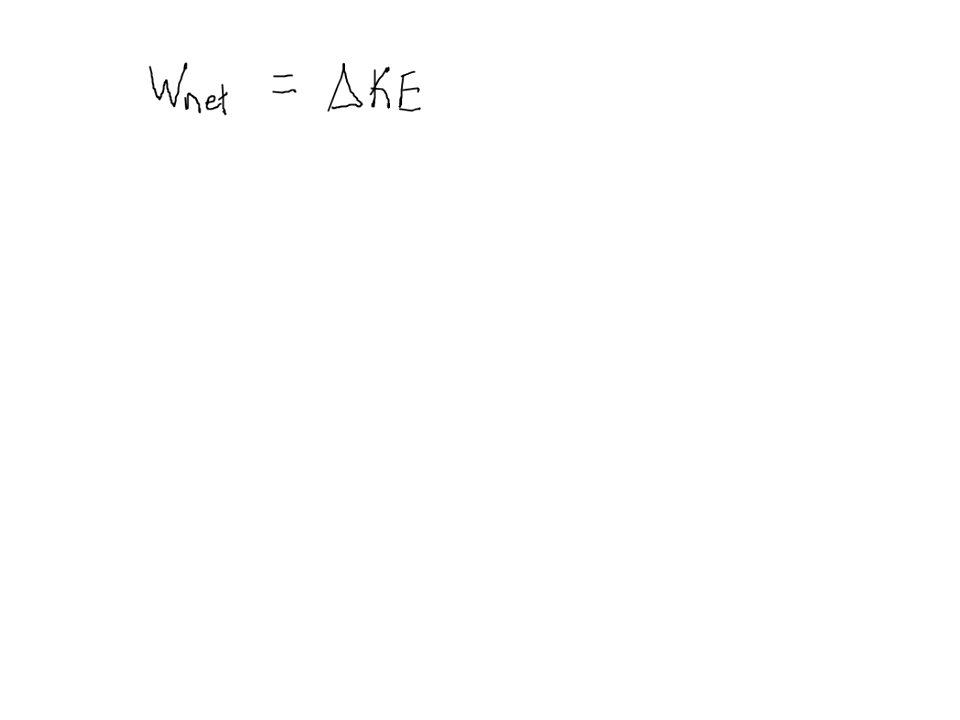 Wnet = ΔKE